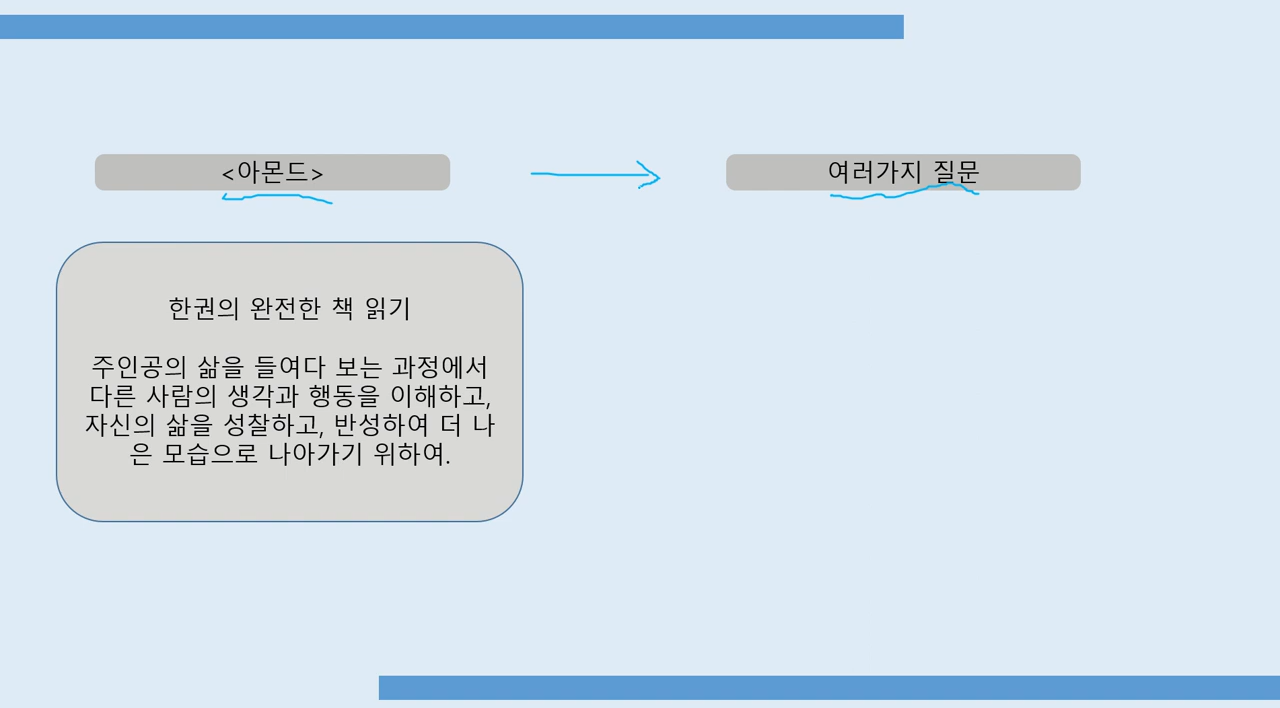 <아몬드>
여러가지 질문
한권의 완전한 책 읽기
주인공의 삶을 들여다 보는 과정에서
다른 사람의 생각과 행동을 이해하고,
자신의 삶을 성찰하고, 반성하여 더 나
은 모습으로 나아가기 위하여.